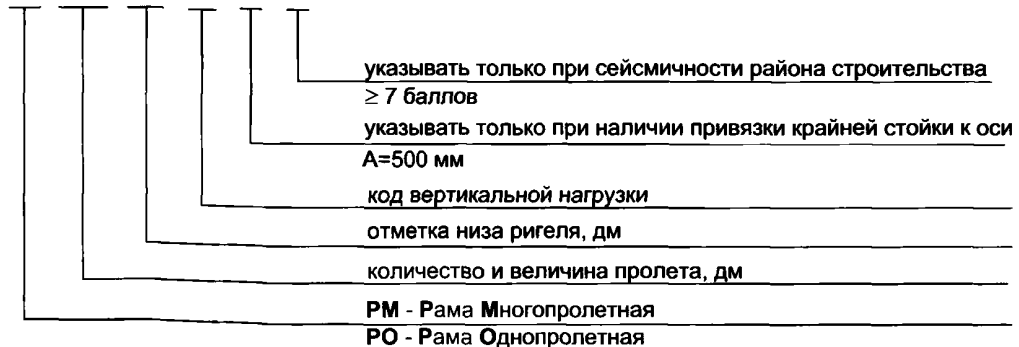 указывать только при сейсмичности района строительства
≥ 7 баллов
указывать только при наличии привязки крайней стойки к оси
А=500 мм
код вертикальной нагрузки
отметка низа ригеля, дм
количество и величина пролета, дм
РМ - Рама Многопролетная
РО - Рама Однопролетная